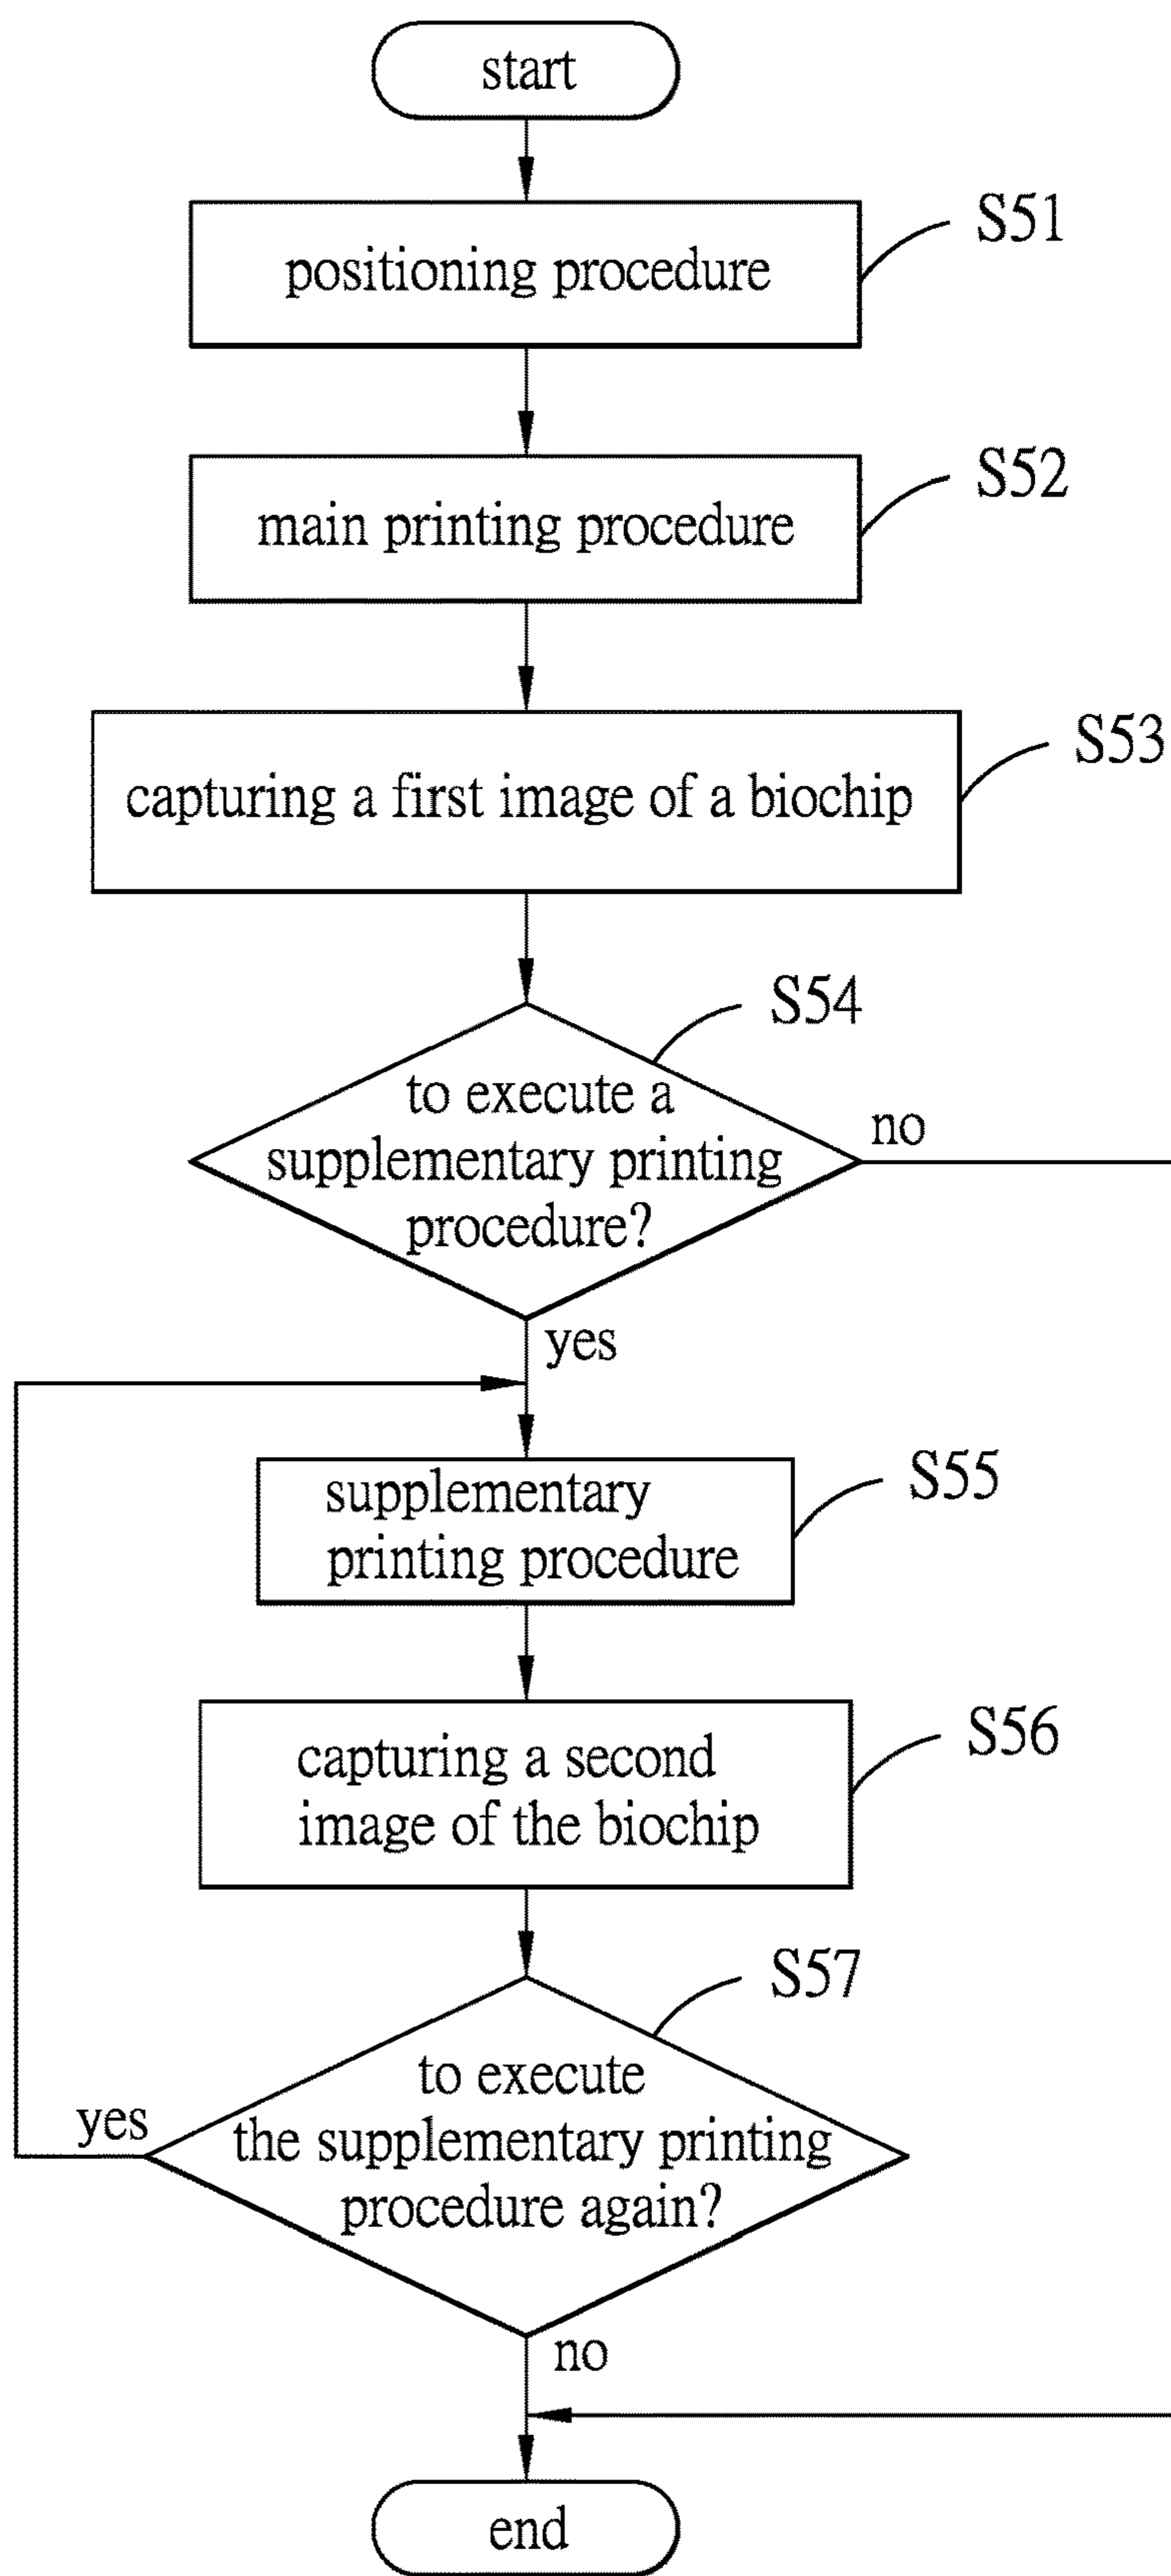 start
positioning procedure
S51
main printing procedure
S52
capturing a first image of a biochip
S53
S54
to execute a
supplementary printing
procedure?
no
yes
supplementary
printing procedure
S55
capturing a second
image of the biochip
S56
S57
to execute
the supplementary printing
procedure again?
yes
no
end